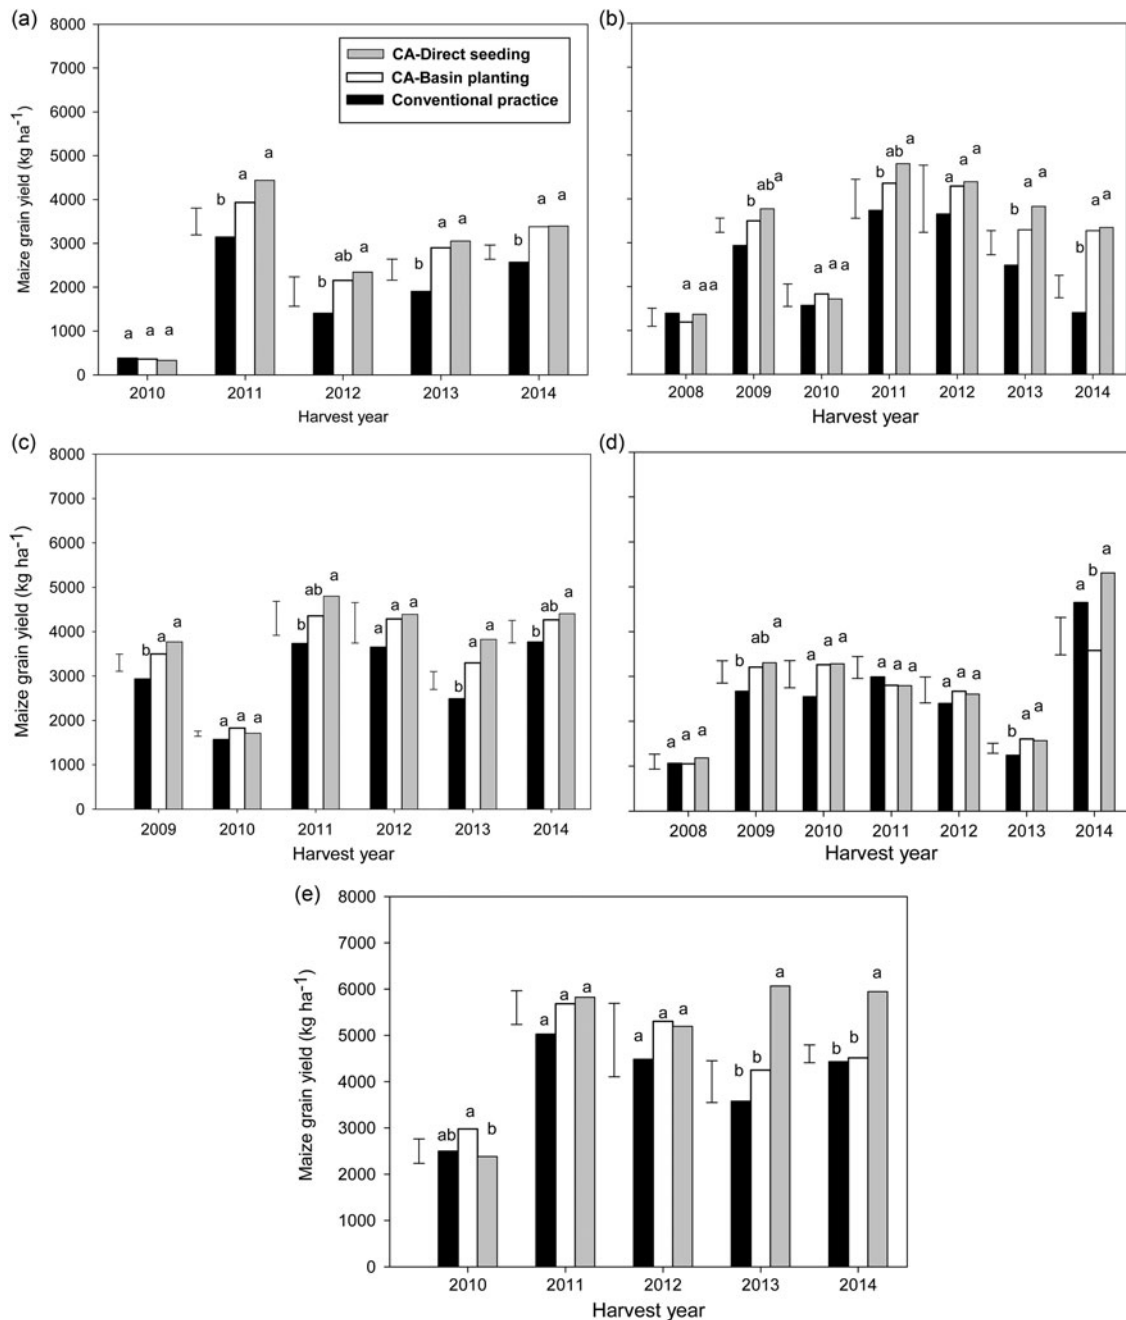 (a)
Maize grain yield (kg ha⁻¹)
8000
7000
6000
5000
4000
3000
2000
1000
0
CA-Direct seeding
CA-Basin planting
Conventional practice
a a a
b a a
b ab a
b a a
b a a
2010 2011 2012 2013 2014
Harvest year
(b)
a a a
b ab a
a a a
b ab a
a a a
b a a
b a a
2008 2009 2010 2011 2012 2013 2014
Harvest year
(c)
Maize grain yield (kg ha⁻¹)
8000
7000
6000
5000
4000
3000
2000
1000
0
b a a
a a a
b ab a
a a a
b a a
b ab a
2009 2010 2011 2012 2013 2014
Harvest year
(d)
a a a
b ab a
a a a
a a a
a a a
b a a
a b a
2008 2009 2010 2011 2012 2013 2014
Harvest year
(e)
Maize grain yield (kg ha⁻¹)
8000
7000
6000
5000
4000
3000
2000
1000
0
ab a b
a a a
a a a
b b a
b b a
2010 2011 2012 2013 2014
Harvest year